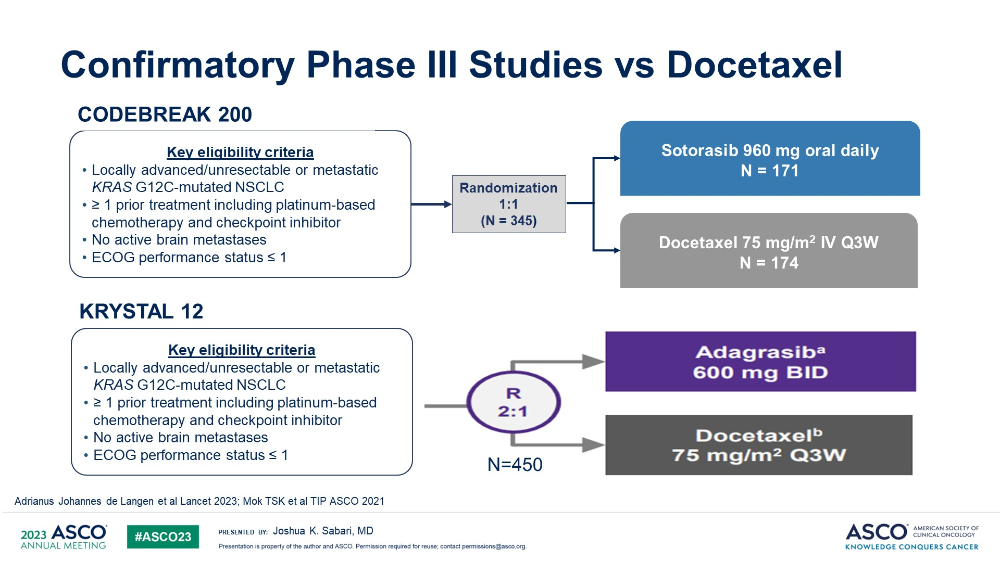 Confirmatory Phase III Studies vs Docetaxel
CODEBREAK 200
Key eligibility criteria
• Locally advanced/unresectable or metastatic
KRAS G12C-mutated NSCLC
• ≥ 1 prior treatment including platinum-based
chemotherapy and checkpoint inhibitor
• No active brain metastases
• ECOG performance status ≤ 1
Randomization
1:1
(N = 345)
Sotorasib 960 mg oral daily
N = 171
Docetaxel 75 mg/m² IV Q3W
N = 174
KRYSTAL 12
Key eligibility criteria
• Locally advanced/unresectable or metastatic
KRAS G12C-mutated NSCLC
• ≥ 1 prior treatment including platinum-based
chemotherapy and checkpoint inhibitor
• No active brain metastases
• ECOG performance status ≤ 1
R
2:1
N=450
Adagrasibᵃ
600 mg BID
Docetaxelᵇ
75 mg/m² Q3W
Adrianus Johannes de Langen et al Lancet 2023; Mok TSK et al TIP ASCO 2021
2023 ASCO®
ANNUAL MEETING
#ASCO23
PRESENTED BY: Joshua K. Sabari, MD
Presentation is property of the author and ASCO. Permission required for reuse; contact permissions@asco.org.
ASCO® AMERICAN SOCIETY OF
CLINICAL ONCOLOGY
KNOWLEDGE CONQUERS CANCER